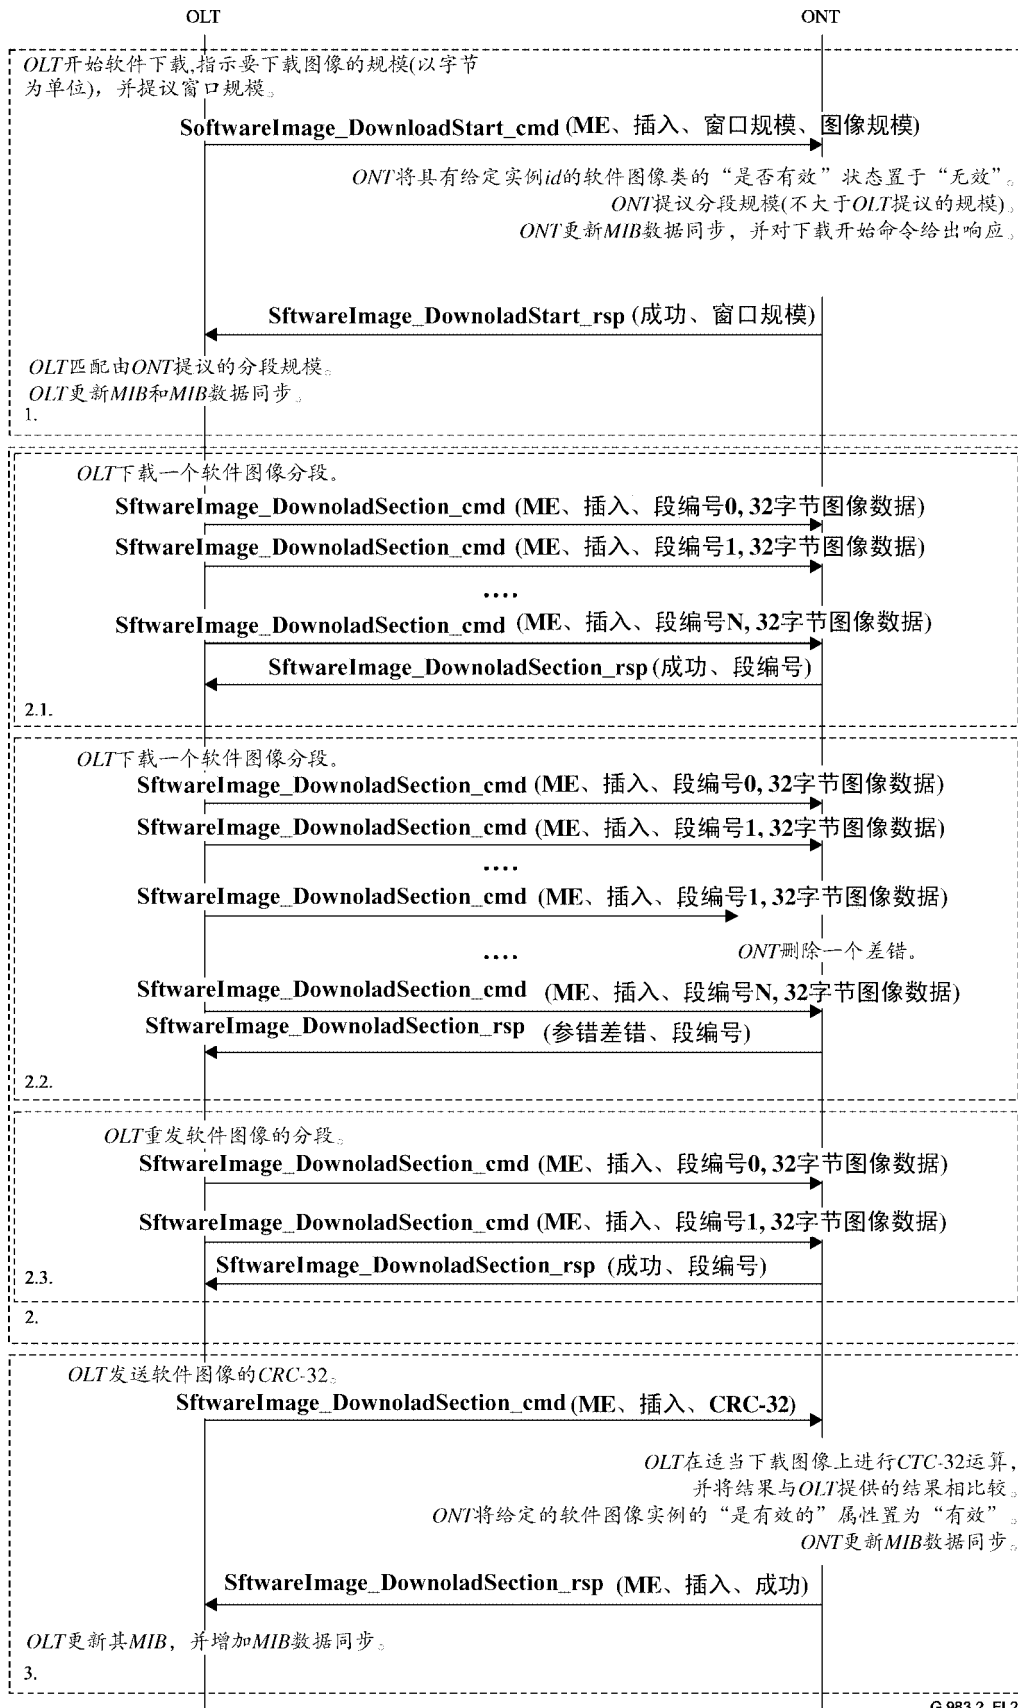 OLT
ONT
OLT开始软件下载,指示要下载图像的规模(以字节
为单位)，并提议窗口规模。
SoftwareImage_DownloadStart_cmd (ME、插入、窗口规模、图像规模)
ONT将具有给定实例id的软件图像类的“是否有效”状态置于“无效”。
ONT提议分段规模(不大于OLT提议的规模)。
ONT更新MIB数据同步，并对下载开始命令给出响应。
SftwareImage_DownoladStart_rsp (成功、窗口规模)
OLT匹配由ONT提议的分段规模。
OLT更新MIB和MIB数据同步。
1.
OLT下载一个软件图像分段。
SftwareImage_DownoladSection_cmd (ME、插入、段编号0, 32字节图像数据)
SftwareImage_DownoladSection_cmd (ME、插入、段编号1, 32字节图像数据)
....
SftwareImage_DownoladSection_cmd (ME、插入、段编号N, 32字节图像数据)
SftwareImage_DownoladSection_rsp (成功、段编号)
2.1.
OLT下载一个软件图像分段。
SftwareImage_DownoladSection_cmd (ME、插入、段编号0, 32字节图像数据)
SftwareImage_DownoladSection_cmd (ME、插入、段编号1, 32字节图像数据)
....
SftwareImage_DownoladSection_cmd (ME、插入、段编号1, 32字节图像数据)
....
ONT删除一个差错。
SftwareImage_DownoladSection_cmd (ME、插入、段编号N, 32字节图像数据)
SftwareImage_DownoladSection_rsp (参错差错、段编号)
2.2.
OLT重发软件图像的分段。
SftwareImage_DownoladSection_cmd (ME、插入、段编号0, 32字节图像数据)
SftwareImage_DownoladSection_cmd (ME、插入、段编号1, 32字节图像数据)
SftwareImage_DownoladSection_rsp (成功、段编号)
2.3.
2.
OLT发送软件图像的CRC-32。
SftwareImage_DownoladSection_cmd (ME、插入、CRC-32)
OLT在适当下载图像上进行CTC-32运算，
并将结果与OLT提供的结果相比较。
ONT将给定的软件图像实例的“是有效的”属性置为“有效”。
ONT更新MIB数据同步。
SftwareImage_DownoladSection_rsp (ME、插入、成功)
OLT更新其MIB，并增加MIB数据同步。
3.